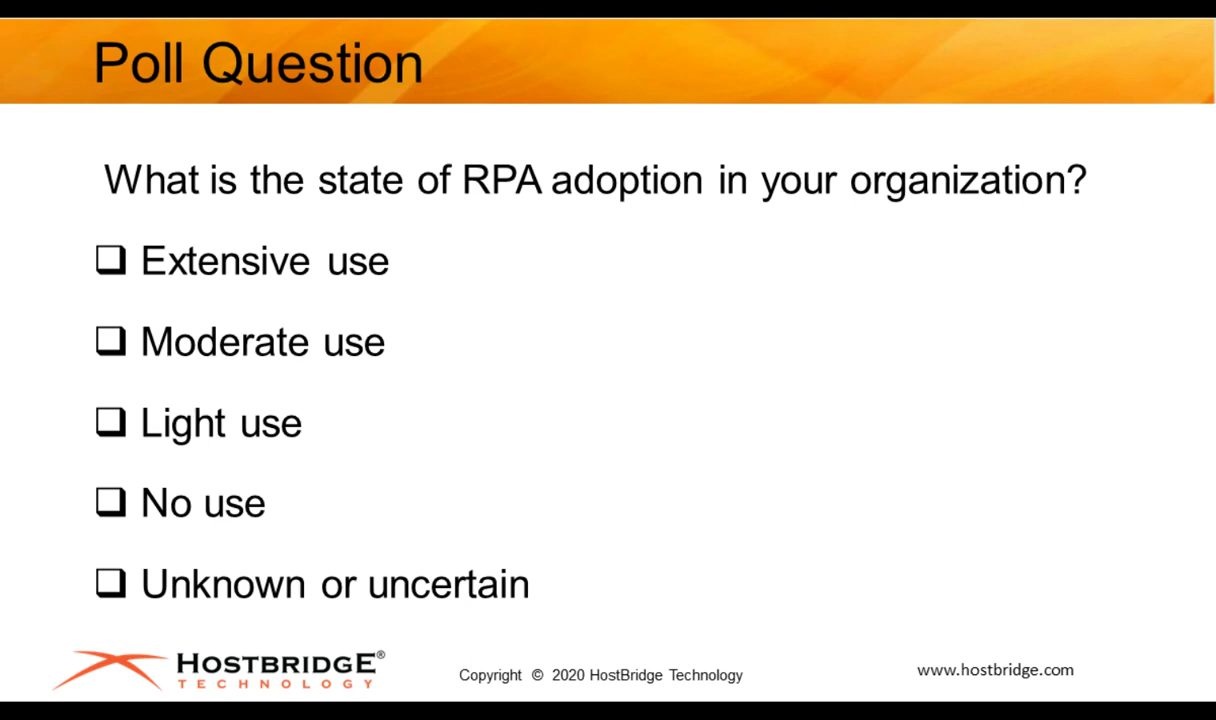 Poll Question
What is the state of RPA adoption in your organization?
Extensive use
Moderate use
Light use
No use
Unknown or uncertain
HOSTBRIDGE®
TECHNOLOGY
Copyright © 2020 HostBridge Technology
www.hostbridge.com